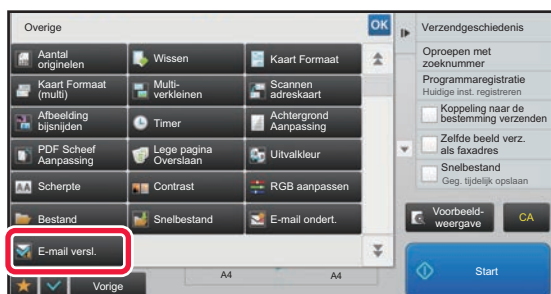 Overige
OK
Aantal
originelen
Wissen
Kaart Formaat
Kaart Formaat
(multi)
Multi-
verkleinen
Scannen
adreskaart
Afbeelding
bijsnijden
Timer
Achtergrond
Aanpassing
PDF Scheef
Aanpassing
Lege pagina
Overslaan
Uitvalkleur
AA
Scherpte
Contrast
RGB aanpassen
Bestand
Snelbestand
E-mail ondert.
E-mail versl.
A4
A4
Vorige
Verzendgeschiedenis
Oproepen met
zoeknummer
Programmaregistratie
Huidige inst. registreren
Koppeling naar de
bestemming verzenden
Zelfde beeld verz.
als faxadres
Snelbestand
Geg. tijdelijk opslaan
Voorbeeld-
weergave
CA
Start